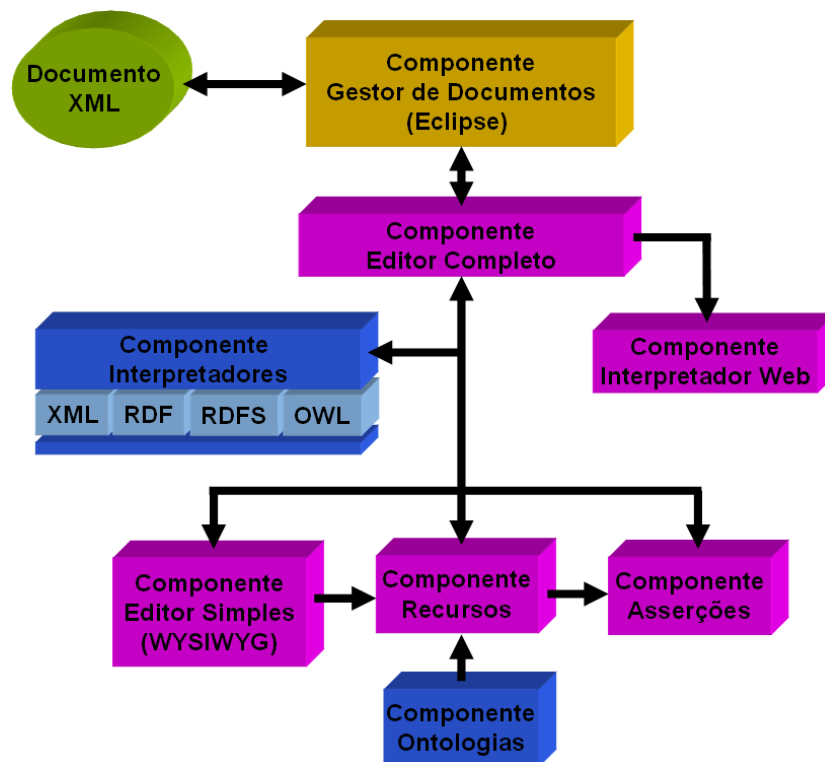 Documento
XML
Componente
Gestor de Documentos
(Eclipse)
Componente
Editor Completo
Componente
Interpretadores
XML RDF RDFS OWL
Componente
Interpretador Web
Componente
Editor Simples
(WYSIWYG)
Componente
Recursos
Componente
Asserções
Componente
Ontologias